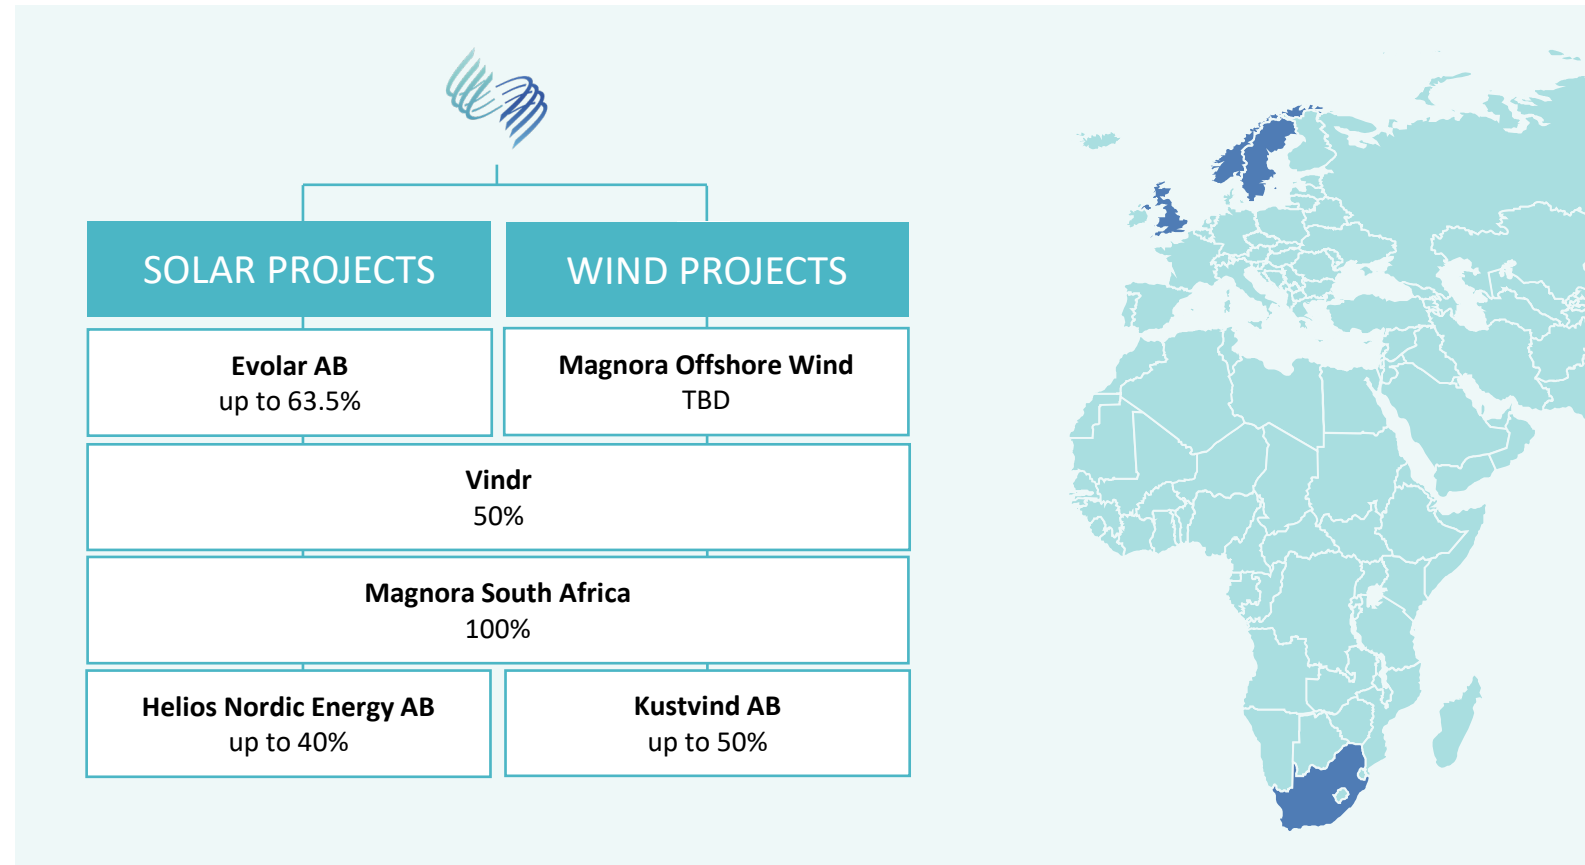 SOLAR PROJECTS
WIND PROJECTS
Evolar AB
up to 63.5%
Magnora Offshore Wind
TBD
Vindr
50%
Magnora South Africa
100%
Helios Nordic Energy AB
up to 40%
Kustvind AB
up to 50%